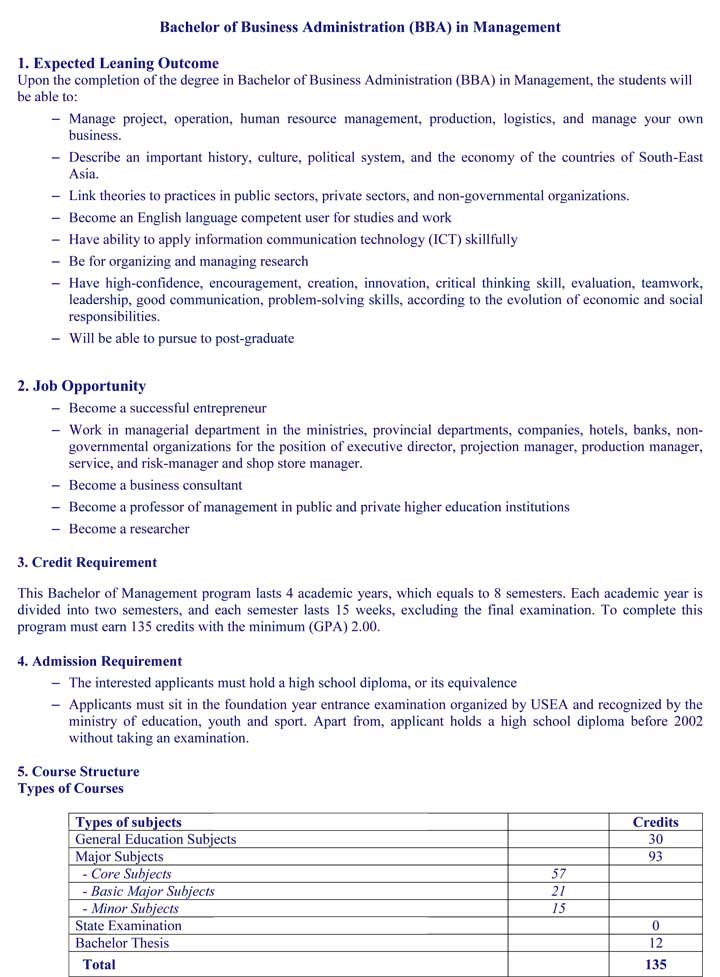 Bachelor of Business Administration (BBA) in Management
1. Expected Leaning Outcome
Upon the completion of the degree in Bachelor of Business Administration (BBA) in Management, the students will
be able to:
– Manage project, operation, human resource management, production, logistics, and manage your own
business.
– Describe an important history, culture, political system, and the economy of the countries of South-East
Asia.
– Link theories to practices in public sectors, private sectors, and non-governmental organizations.
– Become an English language competent user for studies and work
– Have ability to apply information communication technology (ICT) skillfully
– Be for organizing and managing research
– Have high-confidence, encouragement, creation, innovation, critical thinking skill, evaluation, teamwork,
leadership, good communication, problem-solving skills, according to the evolution of economic and social
responsibilities.
– Will be able to pursue to post-graduate
2. Job Opportunity
– Become a successful entrepreneur
– Work in managerial department in the ministries, provincial departments, companies, hotels, banks, non-
governmental organizations for the position of executive director, projection manager, production manager,
service, and risk-manager and shop store manager.
– Become a business consultant
– Become a professor of management in public and private higher education institutions
– Become a researcher
3. Credit Requirement
This Bachelor of Management program lasts 4 academic years, which equals to 8 semesters. Each academic year is
divided into two semesters, and each semester lasts 15 weeks, excluding the final examination. To complete this
program must earn 135 credits with the minimum (GPA) 2.00.
4. Admission Requirement
– The interested applicants must hold a high school diploma, or its equivalence
– Applicants must sit in the foundation year entrance examination organized by USEA and recognized by the
ministry of education, youth and sport. Apart from, applicant holds a high school diploma before 2002
without taking an examination.
5. Course Structure
Types of Courses
Types of subjects Credits
General Education Subjects 30
Major Subjects 93
- Core Subjects 57
- Basic Major Subjects 21
- Minor Subjects 15
State Examination 0
Bachelor Thesis 12
Total 135